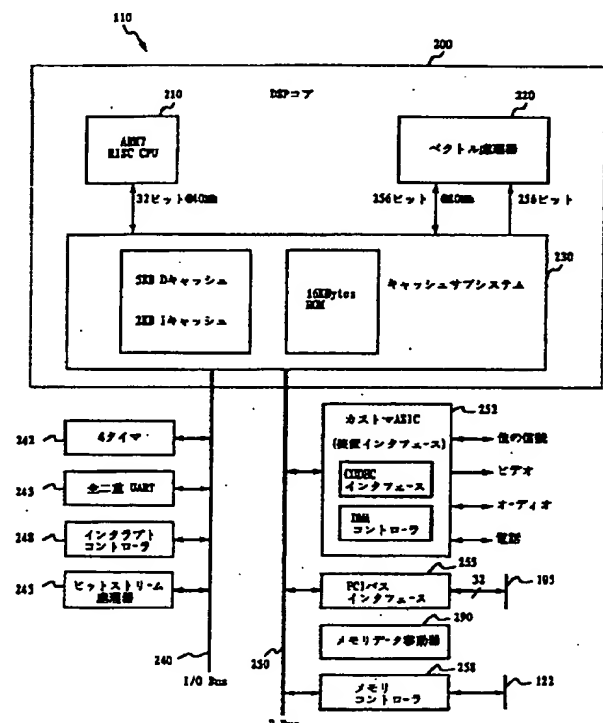 110
200
DSPコア
210
ARM7
RISC CPU
220
ベクトル処理器
32ビット@40MHz
256ビット
@80MHz
256ビット
5KB Dキャッシュ
2KB Iキャッシュ
16KBytes
ROM
キャッシュサブシステム
230
242
4タイマ
243
全二重 UART
248
インタラプト
コントローラ
245
ビットストリーム
処理器
カスタマASIC
(装置インタフェース)
252
CODEC
インタフェース
DMA
コントローラ
他の信号
ビデオ
オーディオ
電話
255
PCIバス
インタフェース
32
105
290
メモリデータ移動器
258
メモリ
コントローラ
122
240
I/O Bus
250